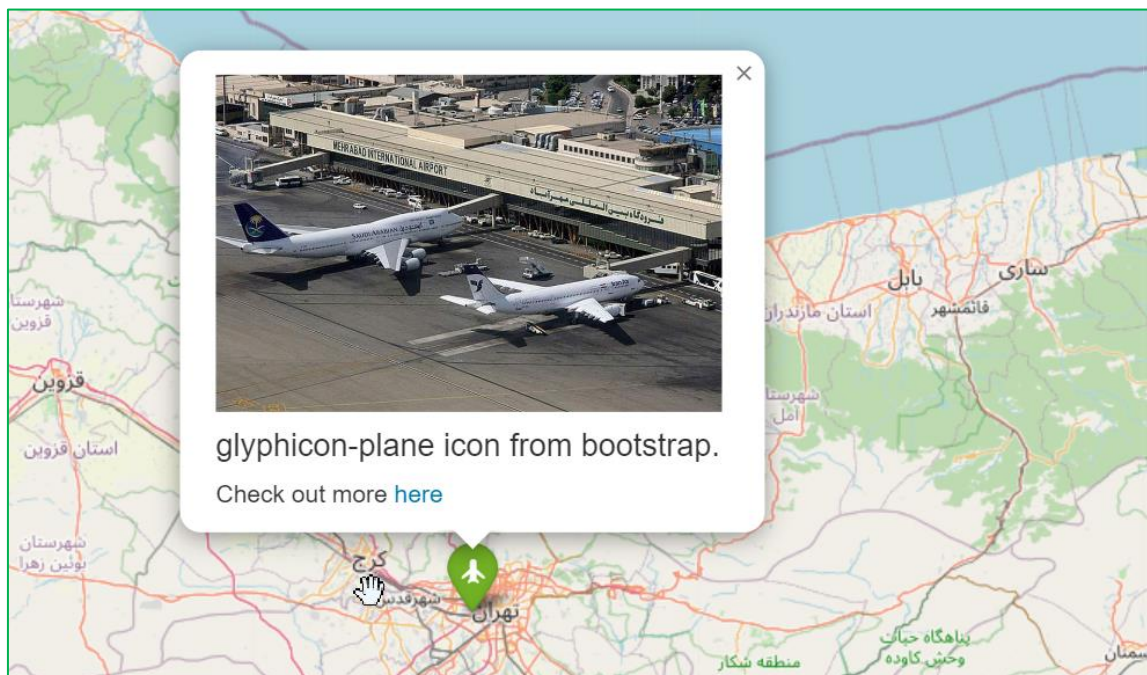 MEHRABAD INTERNATIONAL AIRPORT
فرودگاه بین المللی مهرآباد
SAUDI ARABIAN
glyphicon-plane icon from bootstrap.
Check out more here
ساری
بابل
قائمشهر
استان مازندران
شهرستان
قزوین
قزوین
شهرستان
آمل
استان قزوین
شهرستان
بوئین زهرا
کرج
شهرقدس
تهران
پناهگاه حیات
وحش کاوده
منطقه شکار
سمنان